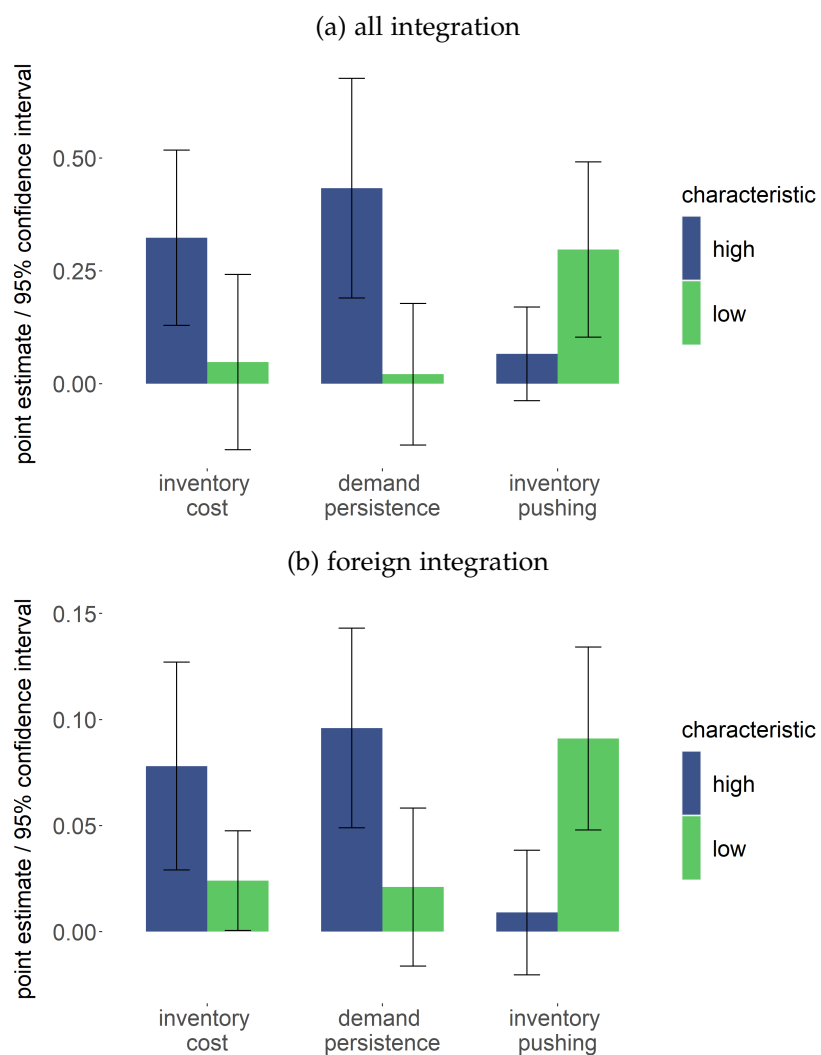 (a) all integration
point estimate / 95% confidence interval
0.50
0.25
0.00
inventory
cost
demand
persistence
inventory
pushing
characteristic
high
low
(b) foreign integration
point estimate / 95% confidence interval
0.15
0.10
0.05
0.00
inventory
cost
demand
persistence
inventory
pushing
characteristic
high
low